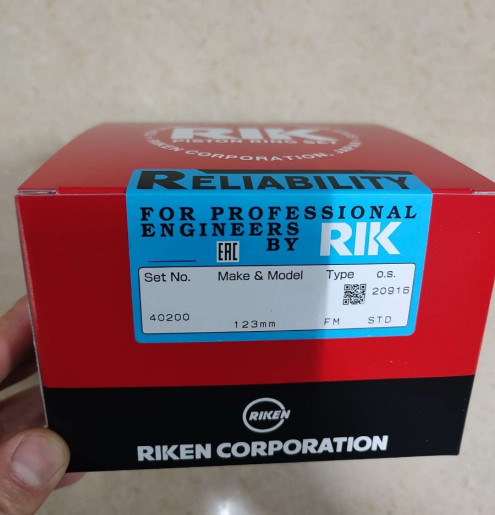 RIK
PISTON RING SET
RIKEN CORPORATION, JAPAN
RELIABILITY
FOR PROFESSIONAL
ENGINEERS
BY RIK
EAC
Set No. Make & Model Type o.s.
20916
40200 123mm FM STD
RIKEN
RIKEN CORPORATION